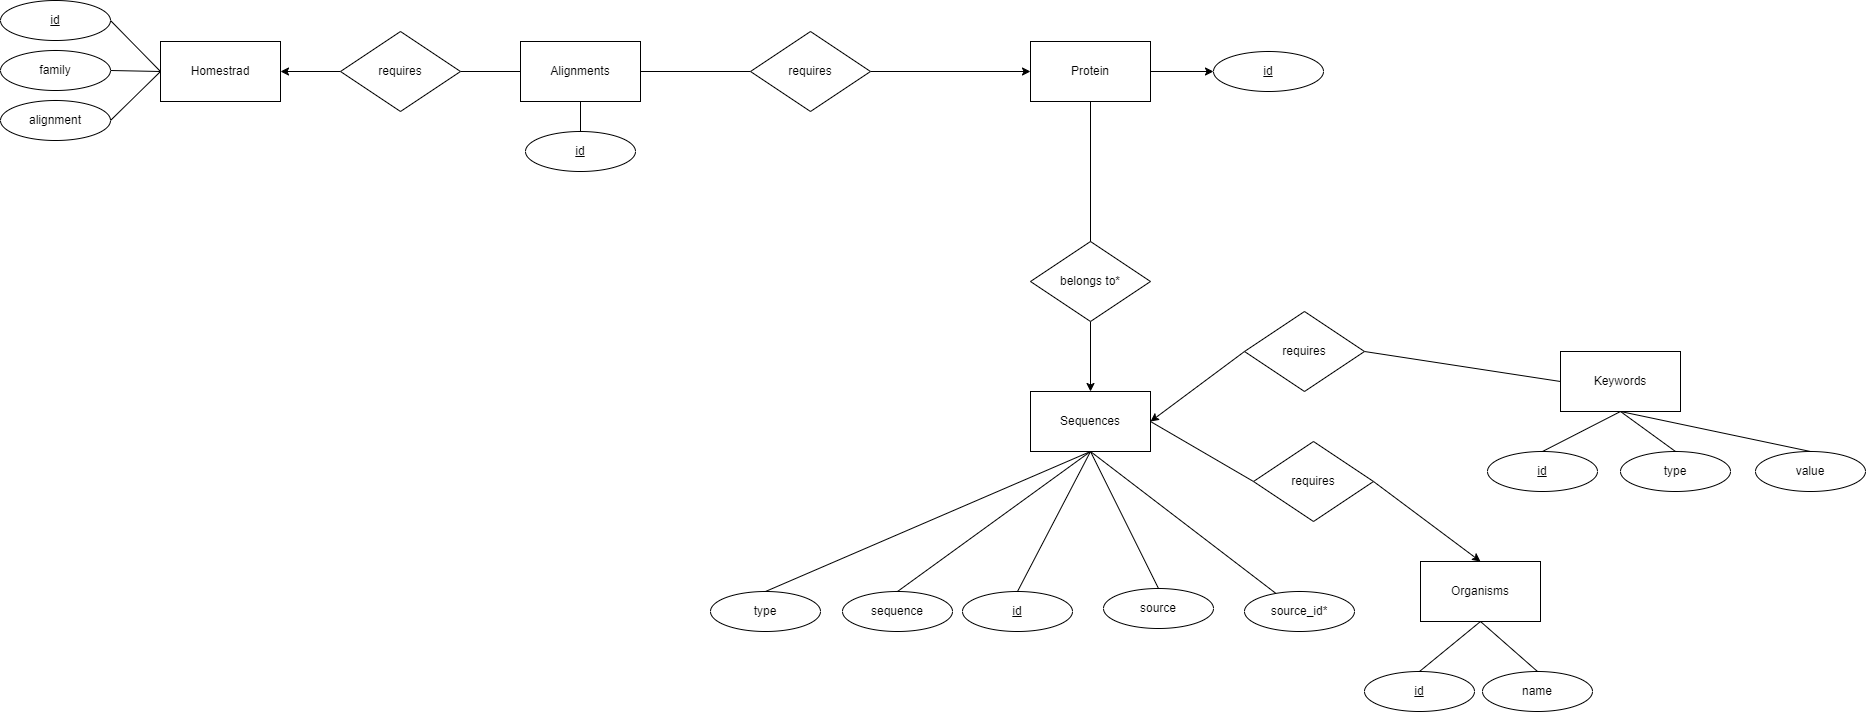 id
family
alignment
Homestrad
requires
Alignments
id
requires
Protein
id
belongs to*
Sequences
requires
Keywords
id
type
value
requires
Organisms
id
name
type
sequence
id
source
source_id*